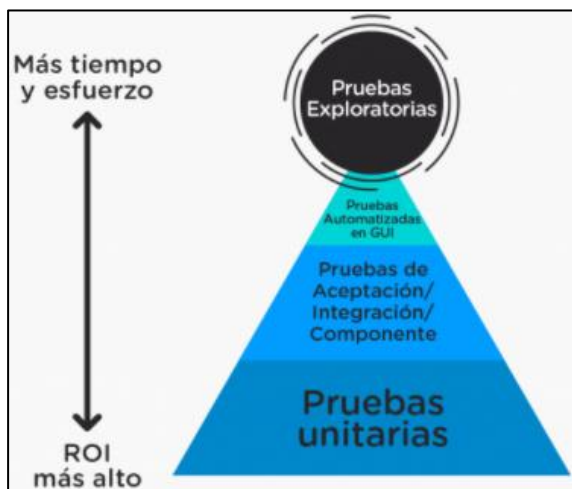 Más tiempo
y esfuerzo
Pruebas
Exploratorias
Pruebas
Automatizadas
en GUI
Pruebas de
Aceptación/
Integración/
Componente
Pruebas
unitarias
ROI
más alto